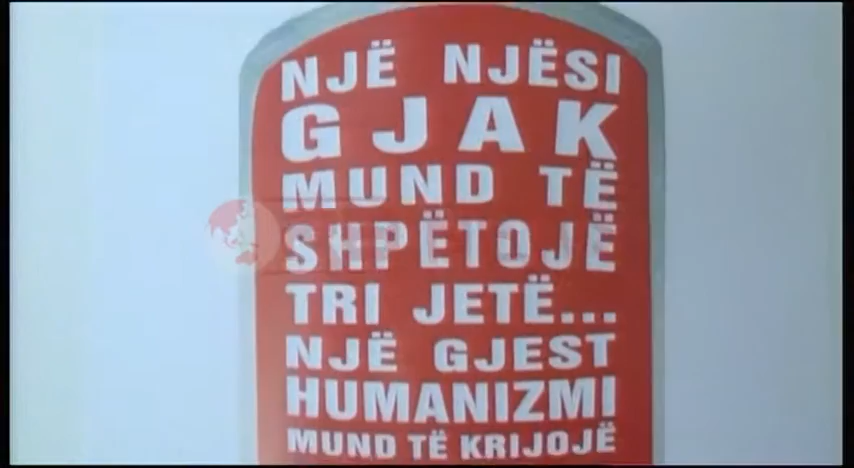 NJË NJËSI
GJAK
MUND TË
SHPËTOJË
TRI JETË...
NJË GJEST
HUMANIZMI
MUND TË KRIJOJË